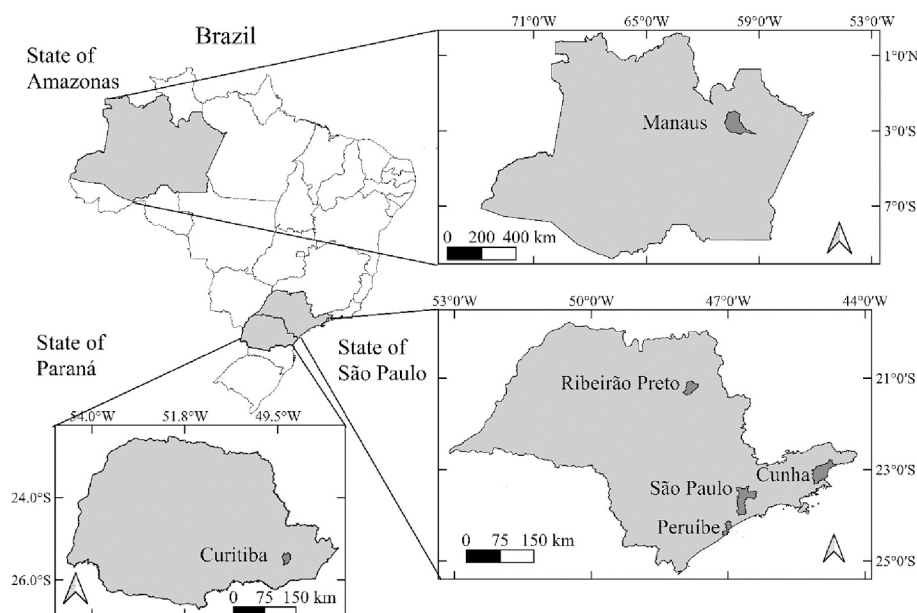 Brazil
State of
Amazonas
71°0'W 65°0'W 59°0'W 53°0'W
1°0'N
Manaus
3°0'S
7°0'S
0 200 400 km
State of
Paraná
State of
São Paulo
53°0'W 50°0'W 47°0'W 44°0'W
Ribeirão Preto
21°0'S
Cunha
23°0'S
São Paulo
Peruíbe
25°0'S
0 75 150 km
54.0°W 51.8°W 49.5°W
24.0°S
Curitiba
26.0°S
0 75 150 km